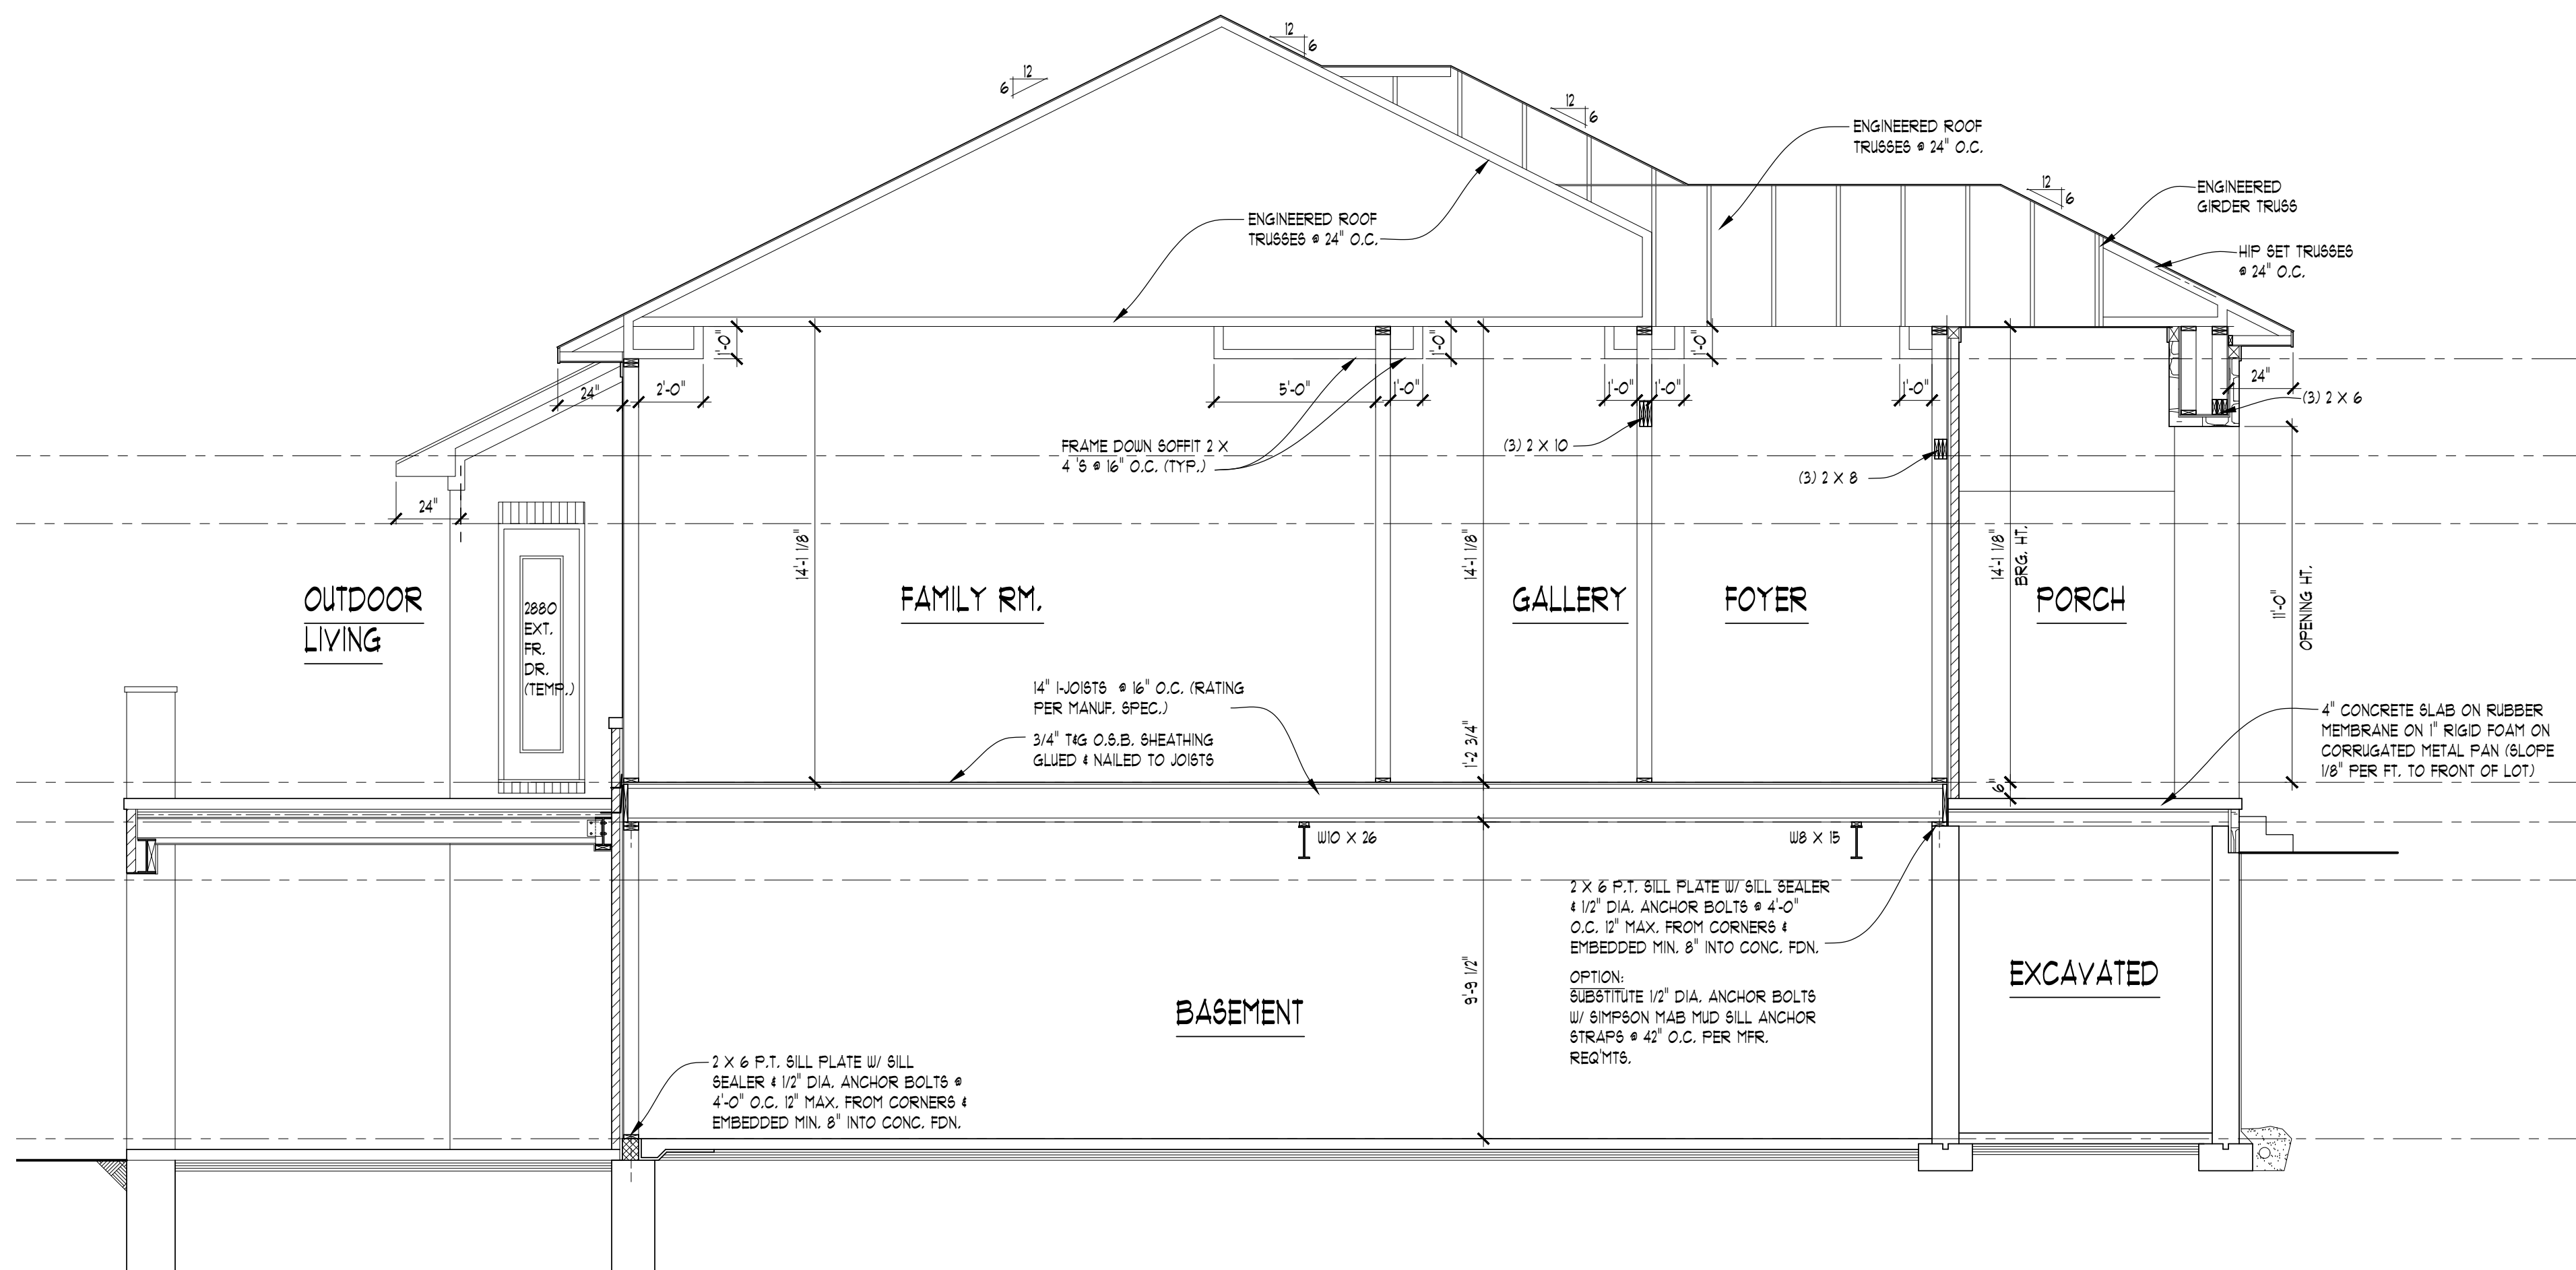 12
6
12
6
12
6
ENGINEERED ROOF
TRUSSES @ 24" O.C.
12
6
ENGINEERED
GIRDER TRUSS
ENGINEERED ROOF
TRUSSES @ 24" O.C.
HIP SET TRUSSES
@ 24" O.C.
1'-0"
1'-0"
1'-0"
24"
2'-0"
5'-0"
1'-0"
1'-0"
1'-0"
1'-0"
24"
(3) 2 X 6
FRAME DOWN SOFFIT 2 X
4 'S @ 16" O.C. (TYP.)
(3) 2 X 10
(3) 2 X 8
24"
14'-1 1/8"
14'-1 1/8"
14'-1 1/8"
BRG. HT.
11'-0"
OPENING HT.
OUTDOOR
LIVING
2880
EXT.
FR.
DR.
(TEMP.)
FAMILY RM.
GALLERY
FOYER
PORCH
14" I-JOISTS @ 16" O.C. (RATING
PER MANUF. SPEC.)
3/4" T&G O.S.B. SHEATHING
GLUED & NAILED TO JOISTS
1'-2 3/4"
6"
4" CONCRETE SLAB ON RUBBER
MEMBRANE ON 1" RIGID FOAM ON
CORRUGATED METAL PAN (SLOPE
1/8" PER FT. TO FRONT OF LOT)
W10 X 26
W8 X 15
2 X 6 P.T. SILL PLATE W/ SILL SEALER
& 1/2" DIA. ANCHOR BOLTS @ 4'-0"
O.C. 12" MAX. FROM CORNERS &
EMBEDDED MIN. 8" INTO CONC. FDN.
OPTION:
SUBSTITUTE 1/2" DIA. ANCHOR BOLTS
W/ SIMPSON MAB MUD SILL ANCHOR
STRAPS @ 42" O.C. PER MFR.
REQ'MTS.
9'-9 1/2"
BASEMENT
EXCAVATED
2 X 6 P.T. SILL PLATE W/ SILL
SEALER & 1/2" DIA. ANCHOR BOLTS @
4'-0" O.C. 12" MAX. FROM CORNERS &
EMBEDDED MIN. 8" INTO CONC. FDN.